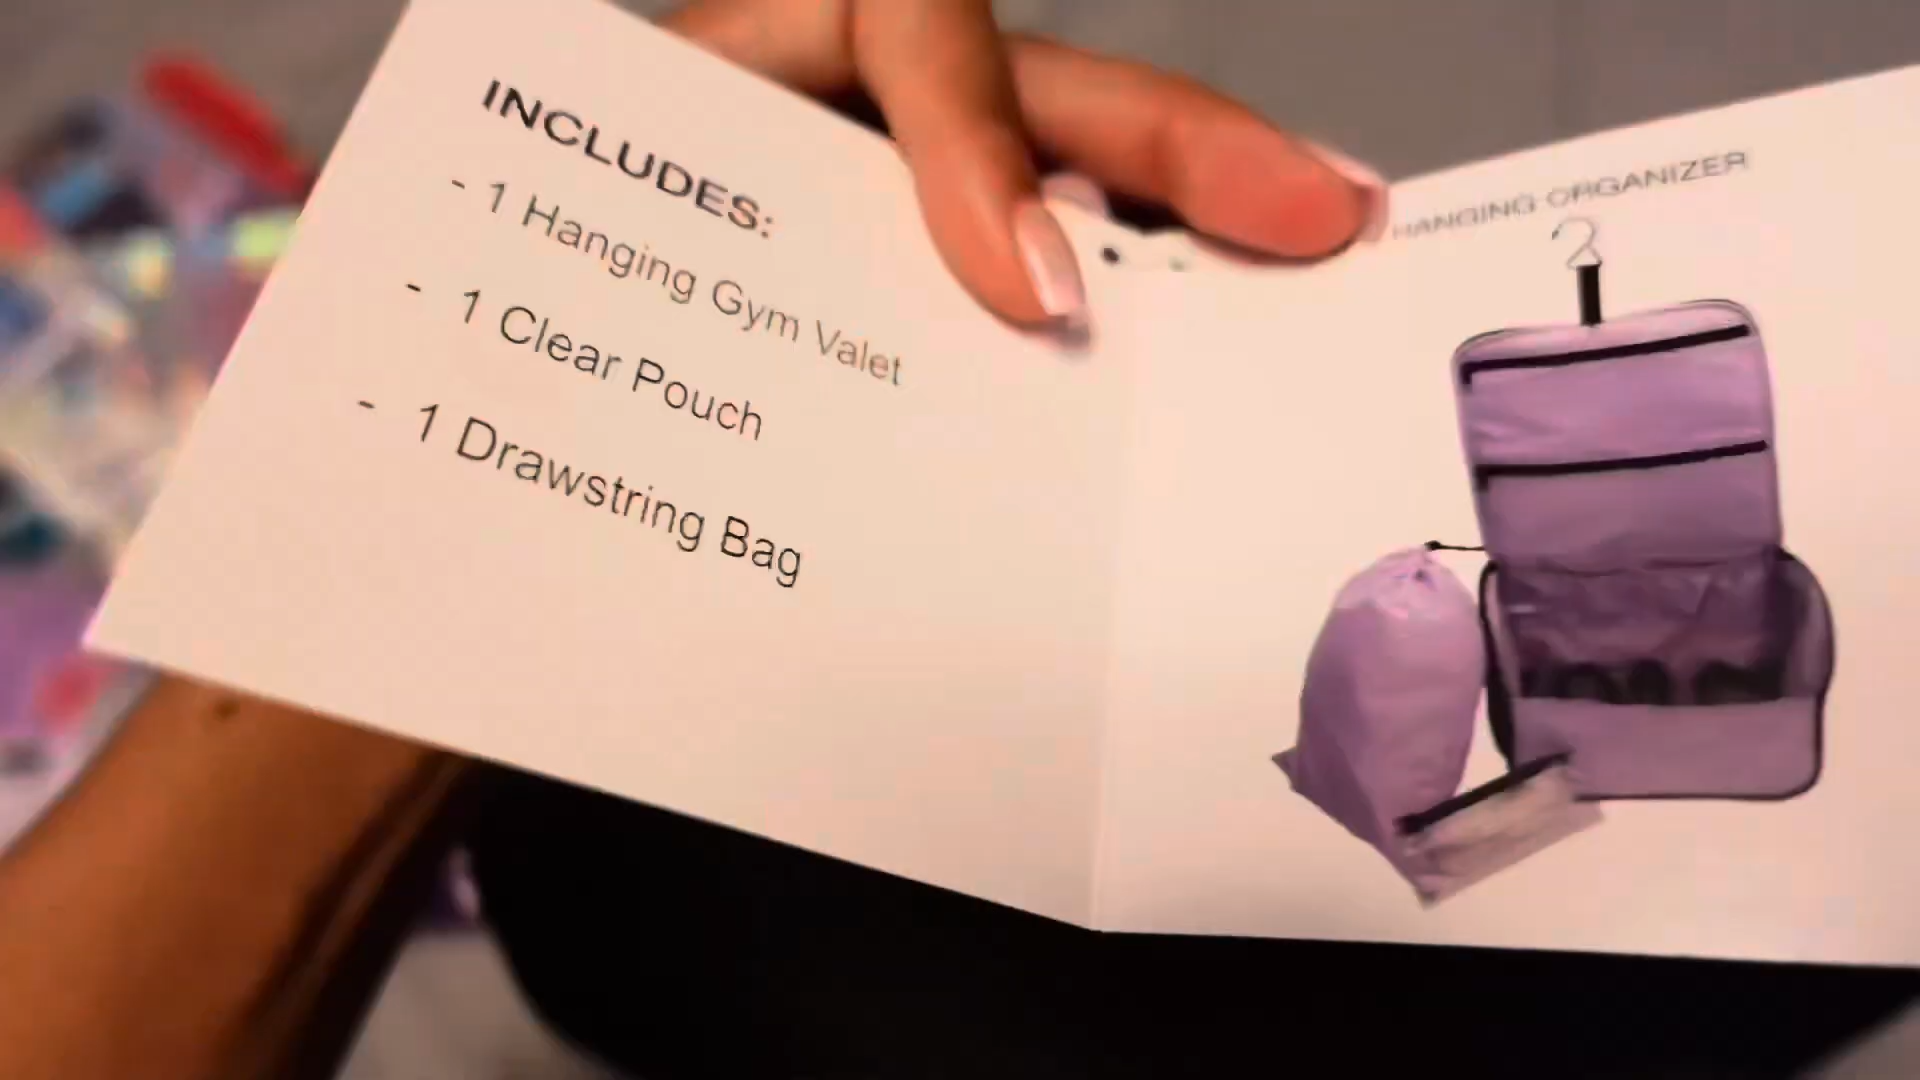 INCLUDES:
- 1 Hanging Gym Valet
- 1 Clear Pouch
- 1 Drawstring Bag
HANGING ORGANIZER